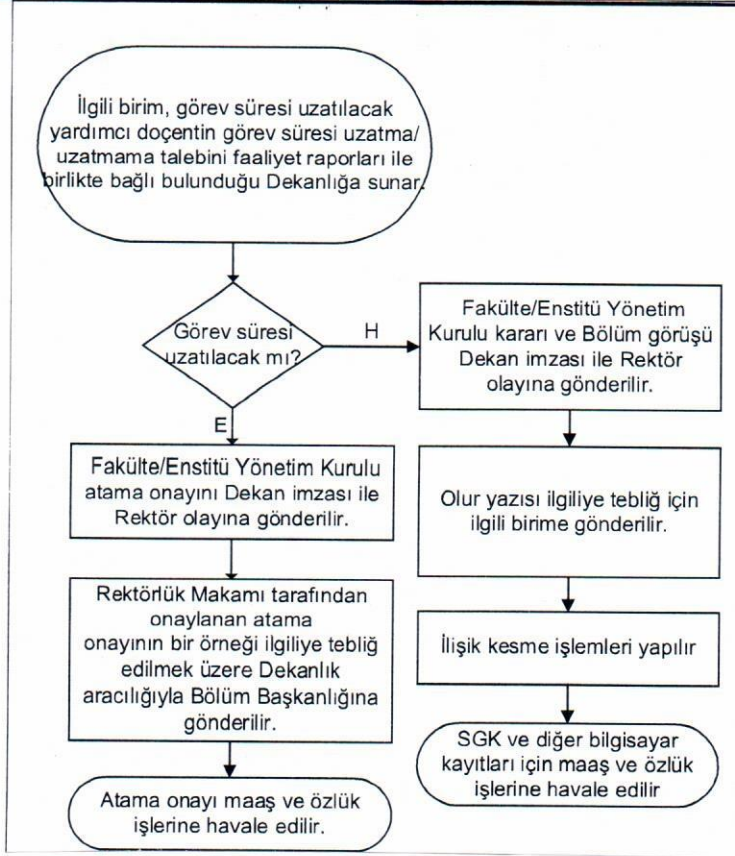 İlgili birim, görev süresi uzatılacak
yardımcı doçentin görev süresi uzatma/
uzatmama talebini faaliyet raporları ile
birlikte bağlı bulunduğu Dekanlığa sunar.
Görev süresi
uzatılacak mı?
H
Fakülte/Enstitü Yönetim
Kurulu kararı ve Bölüm görüşü
Dekan imzası ile Rektör
olayına gönderilir.
E
Fakülte/Enstitü Yönetim Kurulu
atama onayını Dekan imzası ile
Rektör olayına gönderilir.
Olur yazısı ilgiliye tebliğ için
ilgili birime gönderilir.
Rektörlük Makamı tarafından
onaylanan atama
onayının bir örneği ilgiliye tebliğ
edilmek üzere Dekanlık
aracılığıyla Bölüm Başkanlığına
gönderilir.
İlişik kesme işlemleri yapılır
SGK ve diğer bilgisayar
kayıtları için maaş ve özlük
işlerine havale edilir
Atama onayı maaş ve özlük
işlerine havale edilir.